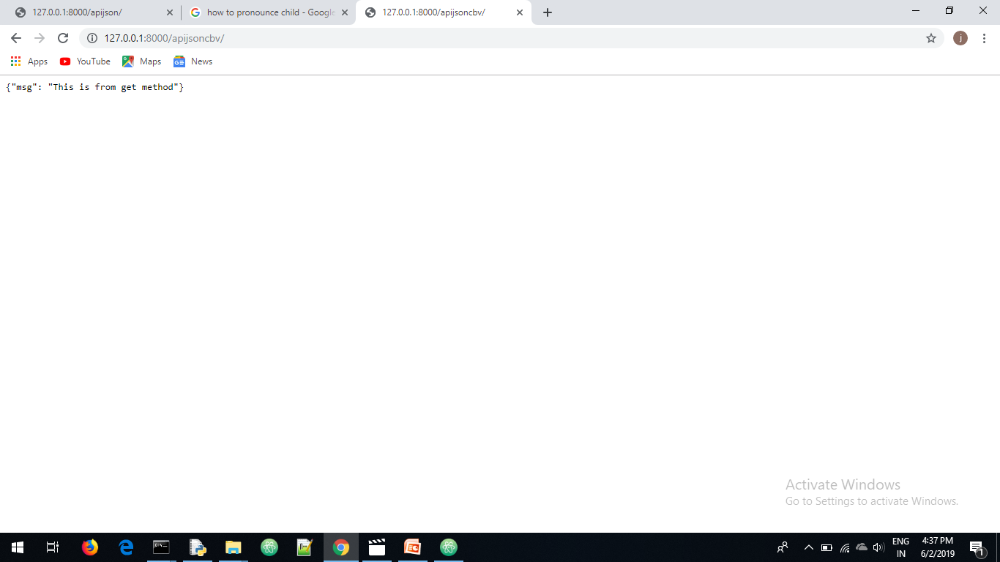 127.0.0.1:8000/apijson/
how to pronounce child - Google
127.0.0.1:8000/apijsoncbv/
127.0.0.1:8000/apijsoncbv/
j
Apps
YouTube
Maps
News
{"msg": "This is from get method"}
Activate Windows
Go to Settings to activate Windows.
ENG
IN
4:37 PM
6/2/2019
1